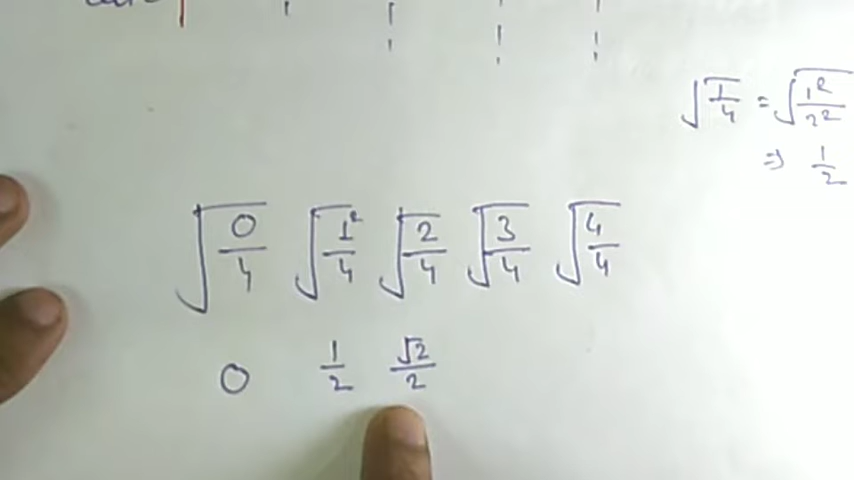 √1/4 = √1²/2²
⇒ 1/2
√0/4 √1²/4 √2/4 √3/4 √4/4
0 1/2 √2/2